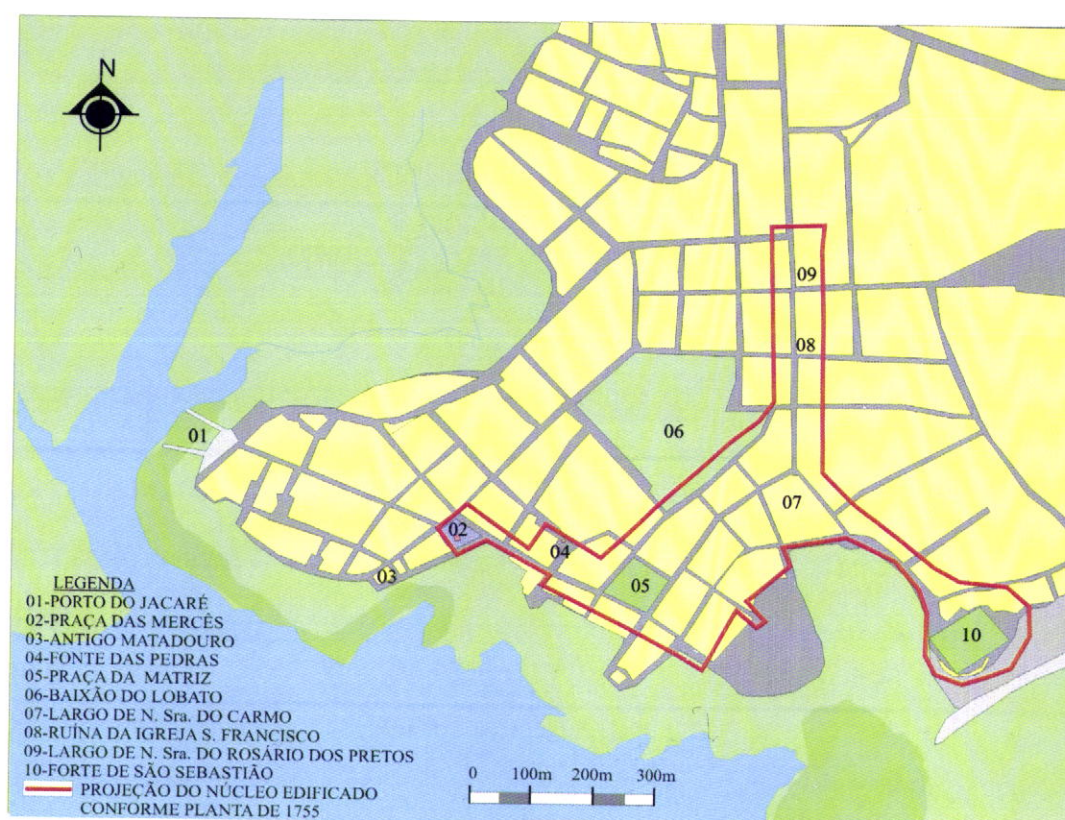 N
09
08
06
01
07
02
04
03
05
10
LEGENDA
01-PORTO DO JACARÉ
02-PRAÇA DAS MERCÊS
03-ANTIGO MATADOURO
04-FONTE DAS PEDRAS
05-PRAÇA DA MATRIZ
06-BAIXÃO DO LOBATO
07-LARGO DE N. Sra. DO CARMO
08-RUÍNA DA IGREJA S. FRANCISCO
09-LARGO DE N. Sra. DO ROSÁRIO DOS PRETOS
10-FORTE DE SÃO SEBASTIÃO
PROJEÇÃO DO NÚCLEO EDIFICADO
CONFORME PLANTA DE 1755
0 100m 200m 300m